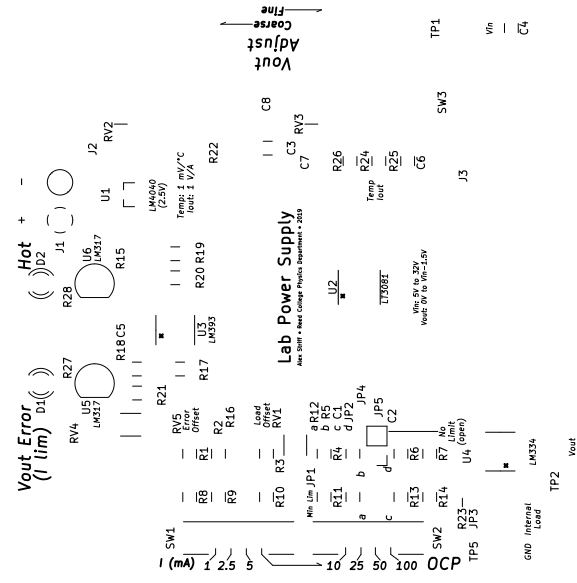 Fine
Coarse
Vout
Adjust
TP1
Vin
C4
Hot
+
-
D2
J1
J2
RV2
U1
LM4040
(2.5V)
Temp: 1 mV/°C
Iout: 1 V/A
R22
C8
C3
RV3
C7
R26
R24
R25
C6
Temp
Iout
SW3
J3
R28
U6
LM317
R15
R20
R19
Lab Power Supply
Alex Striff • Reed College Physics Department • 2019
U2
LT3081
Vin: 5V to 32V
Vout: 0V to Vin-1.5V
Vout Error
(I lim)
D1
R27
U5
LM317
RV4
R18
C5
R21
U3
LM393
R17
RV5
Error
Offset
R2
R16
Load
Offset
RV1
a R12
b R5
c C1
d JP2
JP4
JP5
C2
No
Limit
(open)
R1
R3
R4
b
d
R6
R7
U4
LM334
Vout
R8
R9
R10
Min Lim
JP1
R11
a
c
R13
R14
R23
JP3
TP2
SW1
SW2
TP5
GND
Internal
Load
I (mA)
1
2.5
5
10
25
50
100
OCP